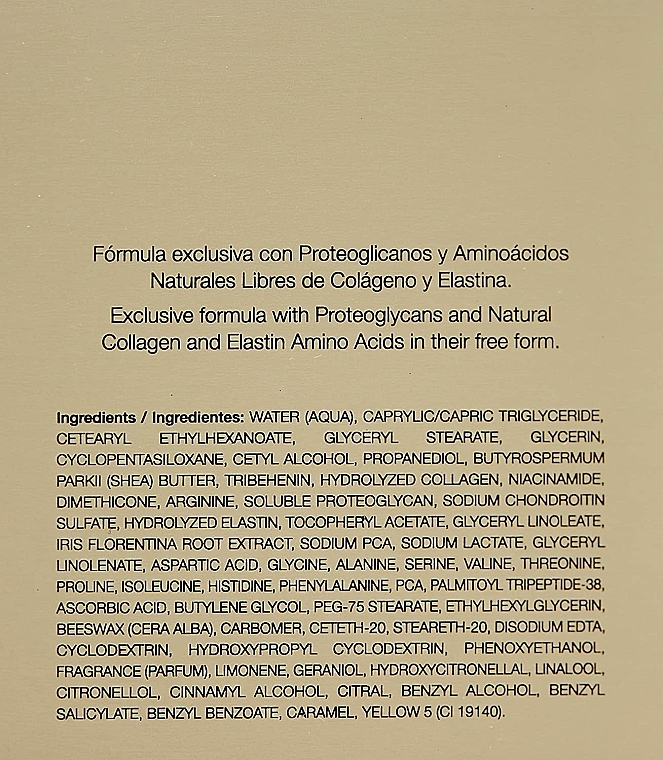 Fórmula exclusiva con Proteoglicanos y Aminoácidos
Naturales Libres de Colágeno y Elastina.
Exclusive formula with Proteoglycans and Natural
Collagen and Elastin Amino Acids in their free form.
Ingredients / Ingredientes: WATER (AQUA), CAPRYLIC/CAPRIC TRIGLYCERIDE,
CETEARYL ETHYLHEXANOATE, GLYCERYL STEARATE, GLYCERIN,
CYCLOPENTASILOXANE, CETYL ALCOHOL, PROPANEDIOL, BUTYROSPERMUM
PARKII (SHEA) BUTTER, TRIBEHENIN, HYDROLYZED COLLAGEN, NIACINAMIDE,
DIMETHICONE, ARGININE, SOLUBLE PROTEOGLYCAN, SODIUM CHONDROITIN
SULFATE, HYDROLYZED ELASTIN, TOCOPHERYL ACETATE, GLYCERYL LINOLEATE,
IRIS FLORENTINA ROOT EXTRACT, SODIUM PCA, SODIUM LACTATE, GLYCERYL
LINOLENATE, ASPARTIC ACID, GLYCINE, ALANINE, SERINE, VALINE, THREONINE,
PROLINE, ISOLEUCINE, HISTIDINE, PHENYLALANINE, PCA, PALMITOYL TRIPEPTIDE-38,
ASCORBIC ACID, BUTYLENE GLYCOL, PEG-75 STEARATE, ETHYLHEXYLGLYCERIN,
BEESWAX (CERA ALBA), CARBOMER, CETETH-20, STEARETH-20, DISODIUM EDTA,
CYCLODEXTRIN, HYDROXYPROPYL CYCLODEXTRIN, PHENOXYETHANOL,
FRAGRANCE (PARFUM), LIMONENE, GERANIOL, HYDROXYCITRONELLAL, LINALOOL,
CITRONELLOL, CINNAMYL ALCOHOL, CITRAL, BENZYL ALCOHOL, BENZYL
SALICYLATE, BENZYL BENZOATE, CARAMEL, YELLOW 5 (CI 19140).